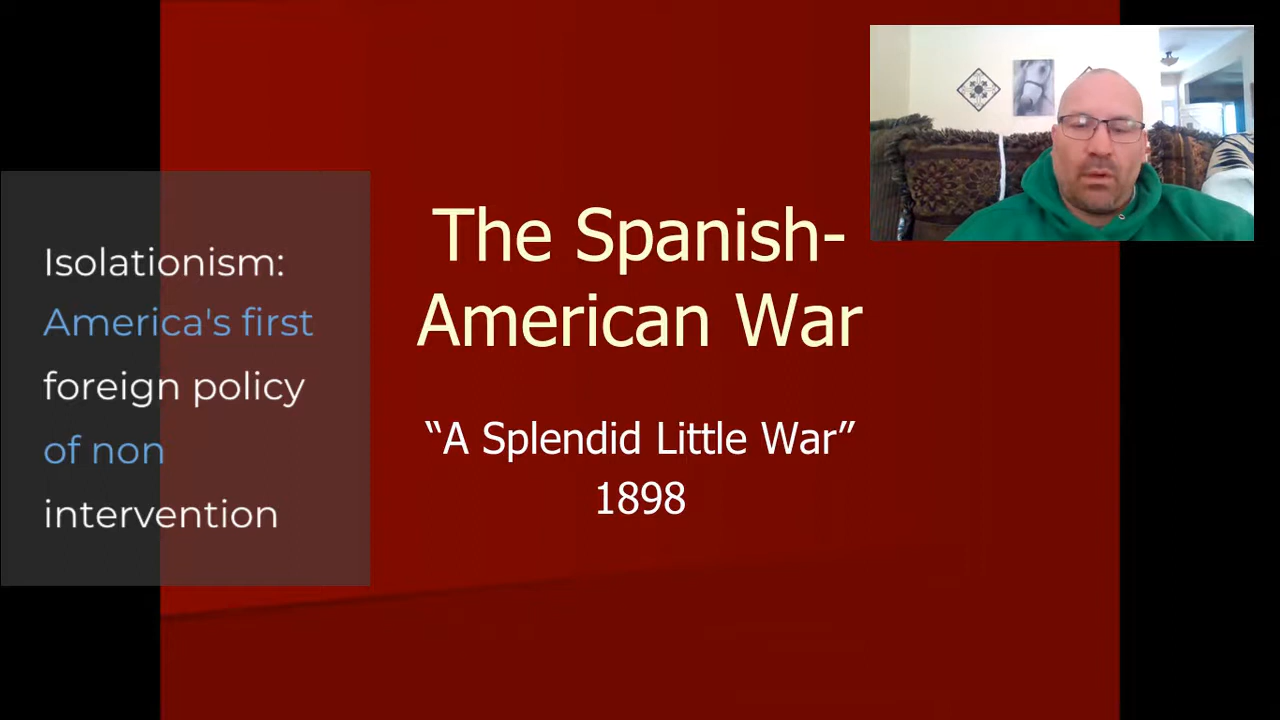 Isolationism:
America's first
foreign policy
of non
intervention
The Spanish-
American War
“A Splendid Little War”
1898